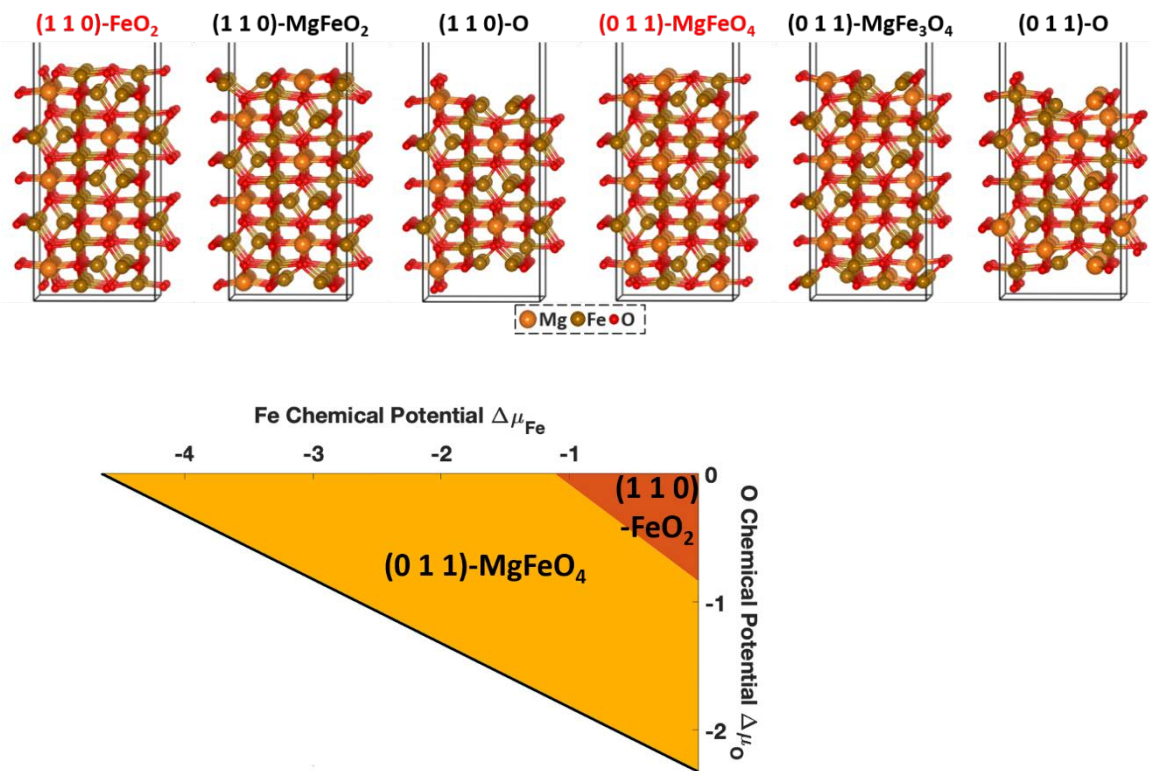 (1 1 0)-FeO₂ (1 1 0)-MgFeO₂ (1 1 0)-O (0 1 1)-MgFeO₄ (0 1 1)-MgFe₃O₄ (0 1 1)-O
Mg Fe O
Fe Chemical Potential Δμ_Fe
-4 -3 -2 -1
0
(1 1 0)
-FeO₂
(0 1 1)-MgFeO₄
-1
-2
O Chemical Potential Δμ_O